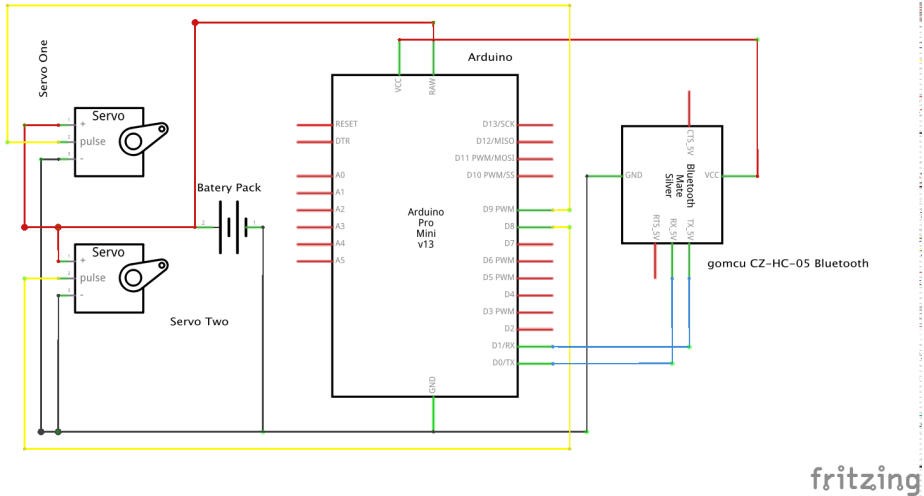 Servo One
Arduino
VCC
RAW
Servo
+
pulse
-
Batery Pack
2
1
Servo
+
pulse
-
Servo Two
RESET
DTR
A0
A1
A2
A3
A4
A5
Arduino
Pro
Mini
v13
D13/SCK
D12/MISO
D11 PWM/MOSI
D10 PWM/SS
D9 PWM
D8
D7
D6 PWM
D5 PWM
D4
D3 PWM
D2
D1/RX
D0/TX
GND
CTS_5V
GND
Bluetooth
Mate
Silver
VCC
RTS_5V
RX_5V
TX_5V
gomcu CZ-HC-05 Bluetooth
fritzing